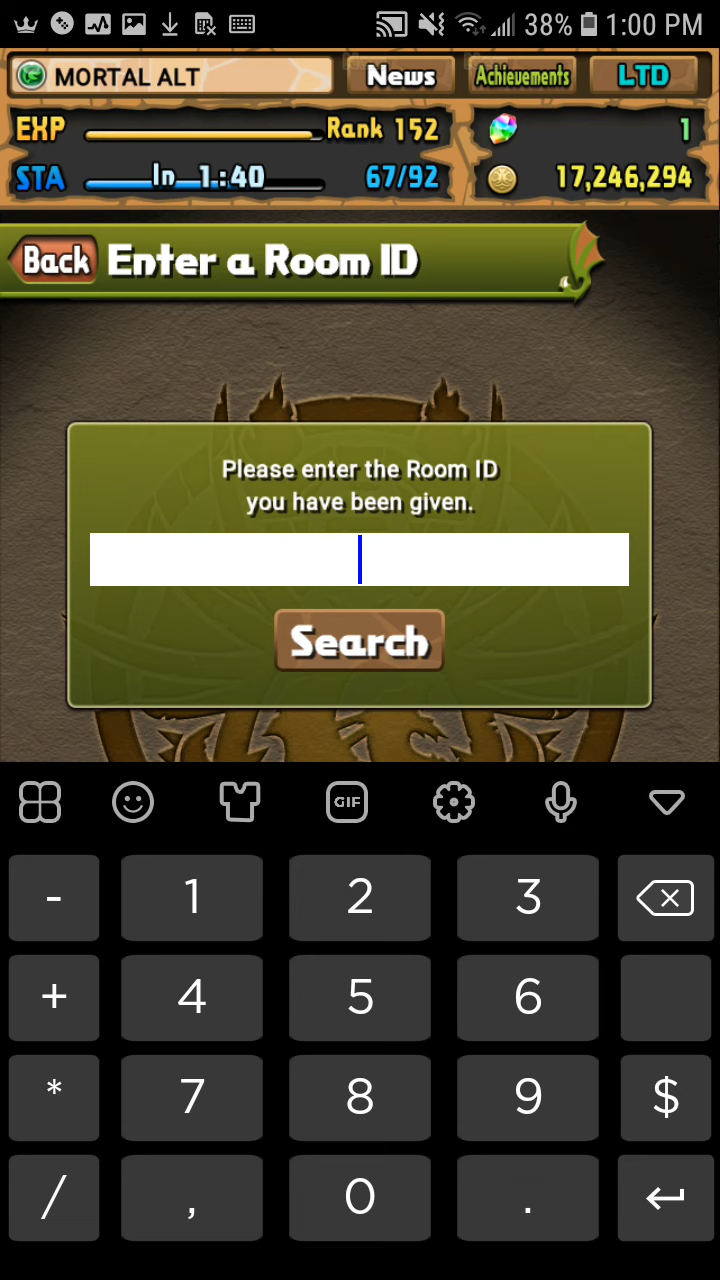 38% 1:00 PM
MORTAL ALT News Achievements LTD
EXP Rank 152 1
STA In 1:40 67/92 17,246,294
Back Enter a Room ID
Please enter the Room ID
you have been given.
Search
GIF
- 1 2 3
+ 4 5 6
* 7 8 9 $
/ , 0 .